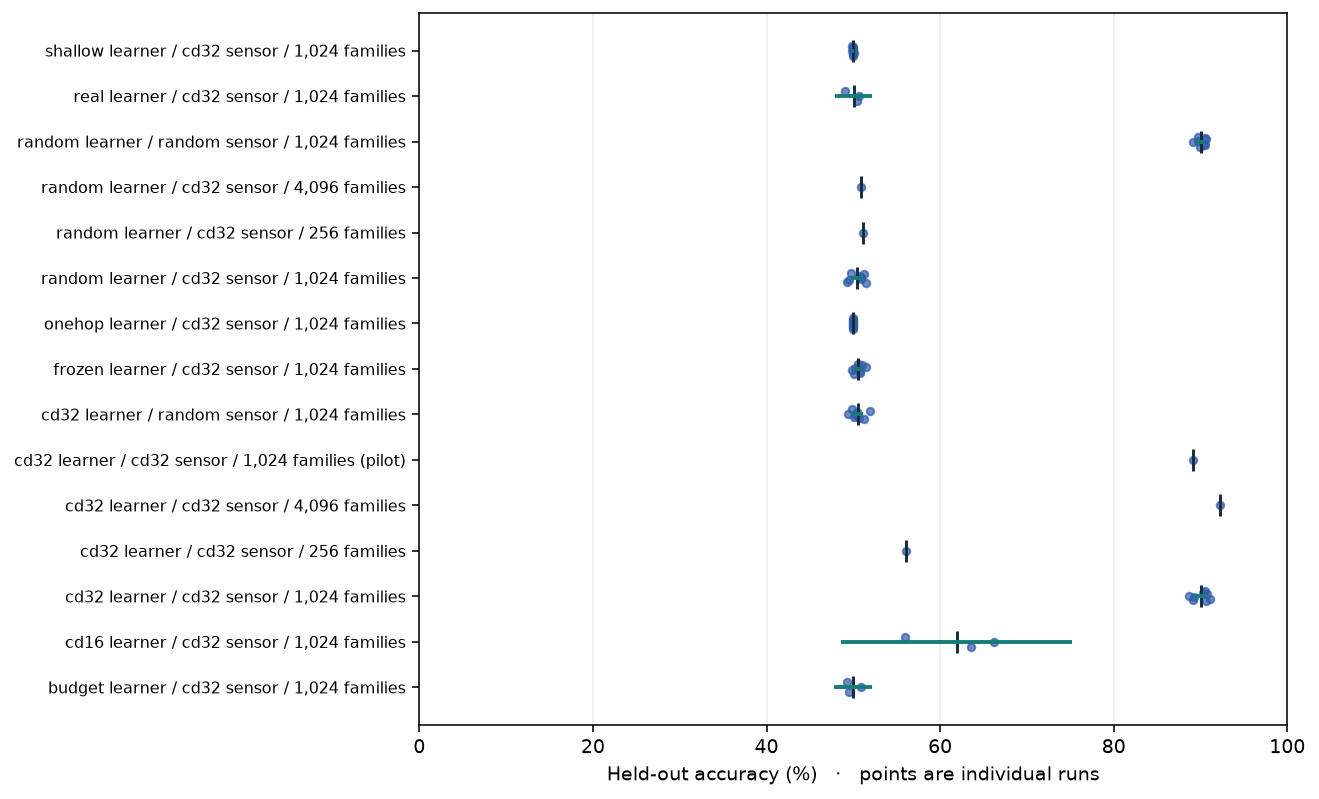 shallow learner / cd32 sensor / 1,024 families
real learner / cd32 sensor / 1,024 families
random learner / random sensor / 1,024 families
random learner / cd32 sensor / 4,096 families
random learner / cd32 sensor / 256 families
random learner / cd32 sensor / 1,024 families
onehop learner / cd32 sensor / 1,024 families
frozen learner / cd32 sensor / 1,024 families
cd32 learner / random sensor / 1,024 families
cd32 learner / cd32 sensor / 1,024 families (pilot)
cd32 learner / cd32 sensor / 4,096 families
cd32 learner / cd32 sensor / 256 families
cd32 learner / cd32 sensor / 1,024 families
cd16 learner / cd32 sensor / 1,024 families
budget learner / cd32 sensor / 1,024 families
0 20 40 60 80 100
Held-out accuracy (%) · points are individual runs